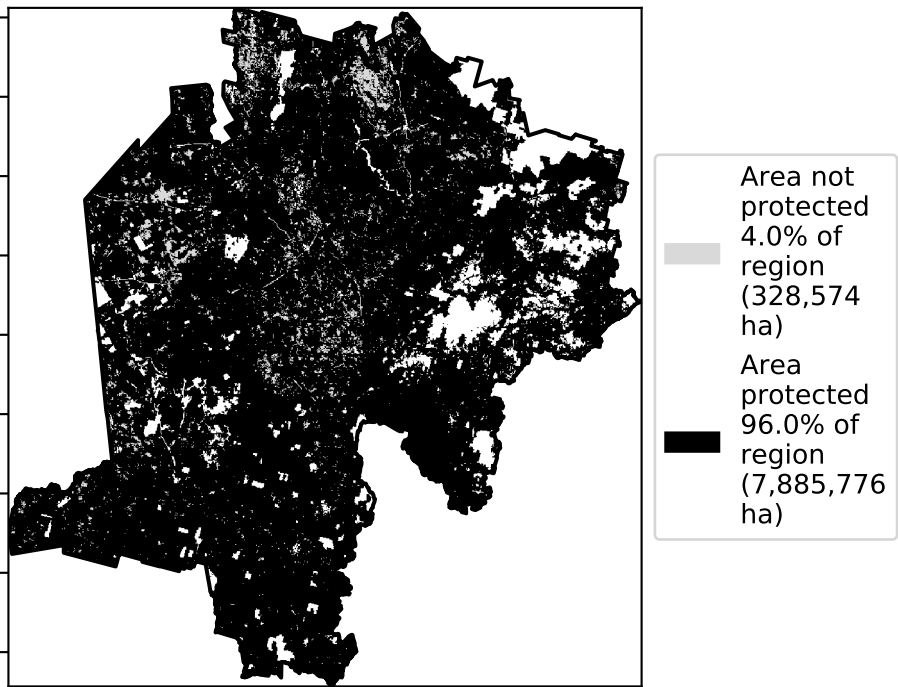 Area not
protected
4.0% of
region
(328,574
ha)
Area
protected
96.0% of
region
(7,885,776
ha)